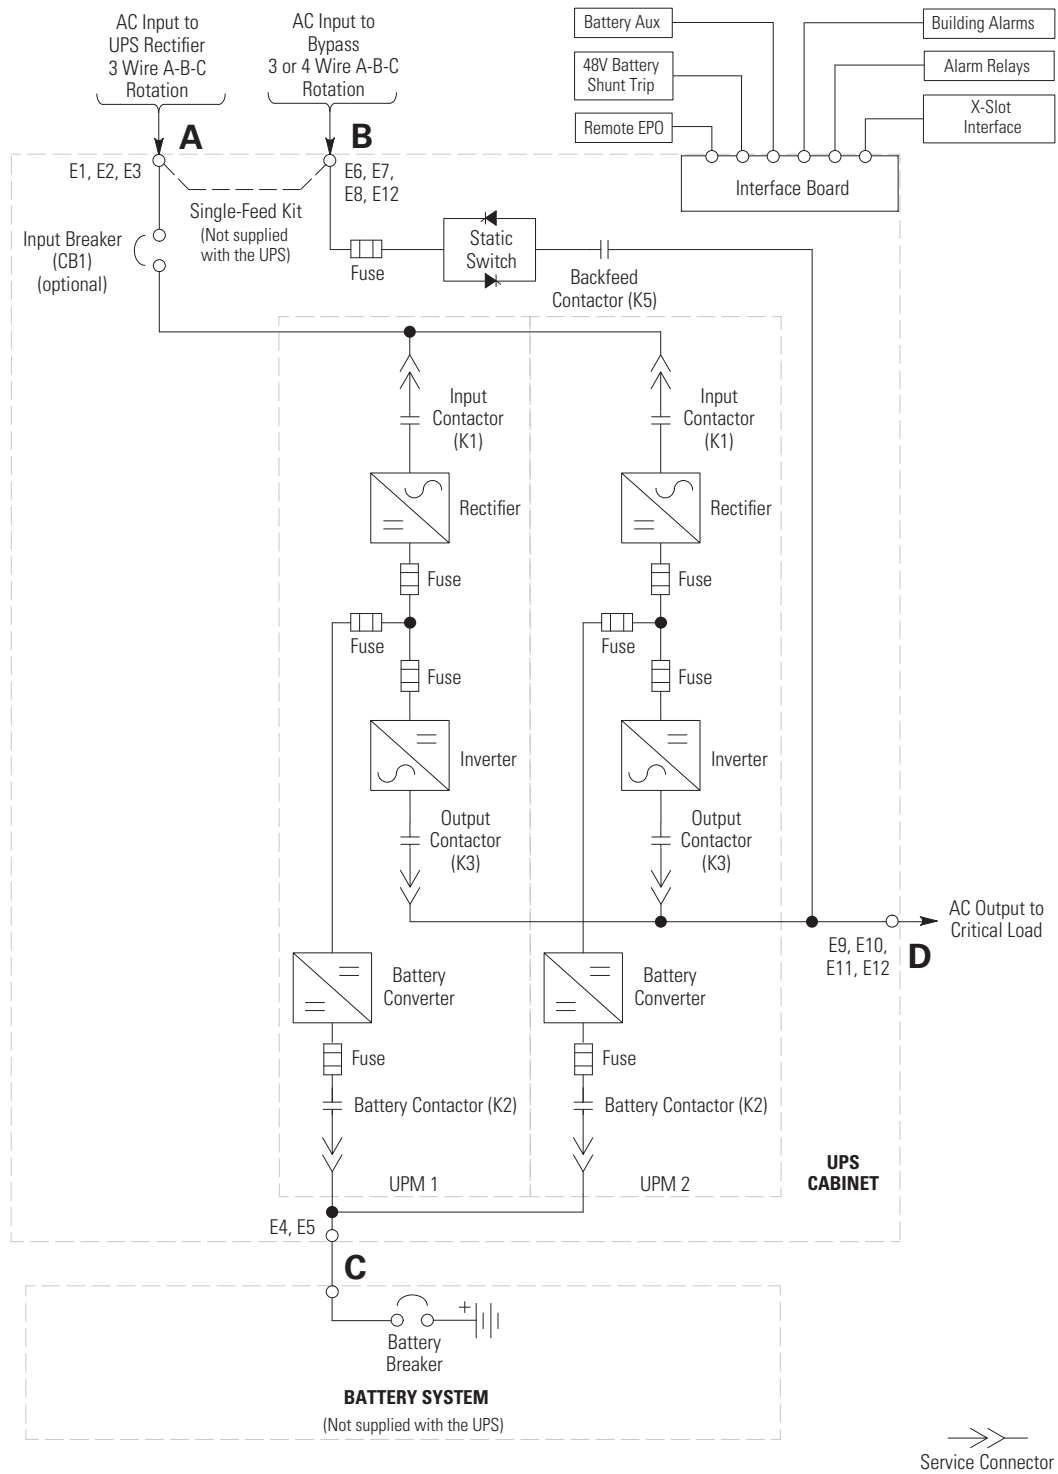 AC Input to
UPS Rectifier
3 Wire A-B-C
Rotation
AC Input to
Bypass
3 or 4 Wire A-B-C
Rotation
Battery Aux
48V Battery
Shunt Trip
Remote EPO
Building Alarms
Alarm Relays
X-Slot
Interface
A
B
E1, E2, E3
E6, E7,
E8, E12
Interface Board
Single-Feed Kit
(Not supplied
with the UPS)
Input Breaker
(CB1)
(optional)
Fuse
Static
Switch
Backfeed
Contactor (K5)
Input
Contactor
(K1)
Input
Contactor
(K1)
Rectifier
Rectifier
Fuse
Fuse
Fuse
Fuse
Fuse
Fuse
Inverter
Inverter
Output
Contactor
(K3)
Output
Contactor
(K3)
AC Output to
Critical Load
E9, E10,
E11, E12
D
Battery
Converter
Battery
Converter
Fuse
Fuse
Battery Contactor (K2)
Battery Contactor (K2)
UPM 1
UPM 2
UPS
CABINET
E4, E5
C
+
Battery
Breaker
BATTERY SYSTEM
(Not supplied with the UPS)
Service Connector